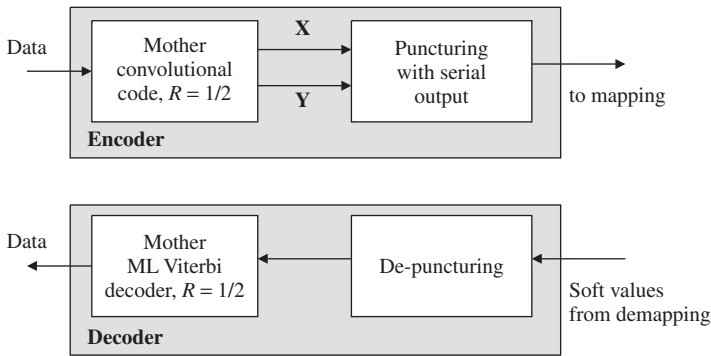 Data
Mother
convolutional
code, R = 1/2
X
Y
Puncturing
with serial
output
to mapping
Encoder
Data
Mother
ML Viterbi
decoder, R = 1/2
De-puncturing
Soft values
from demapping
Decoder